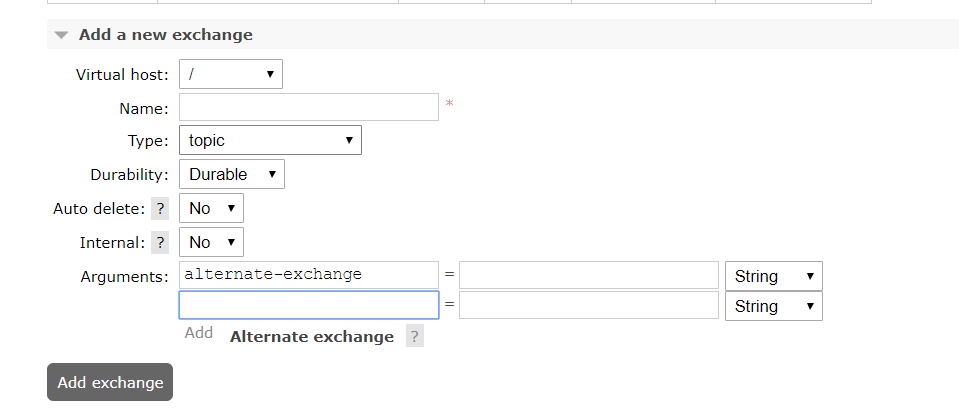 Add a new exchange
Virtual host: /
Name: *
Type: topic
Durability: Durable
Auto delete: ? No
Internal: ? No
Arguments: alternate-exchange = String
= String
Add Alternate exchange ?
Add exchange